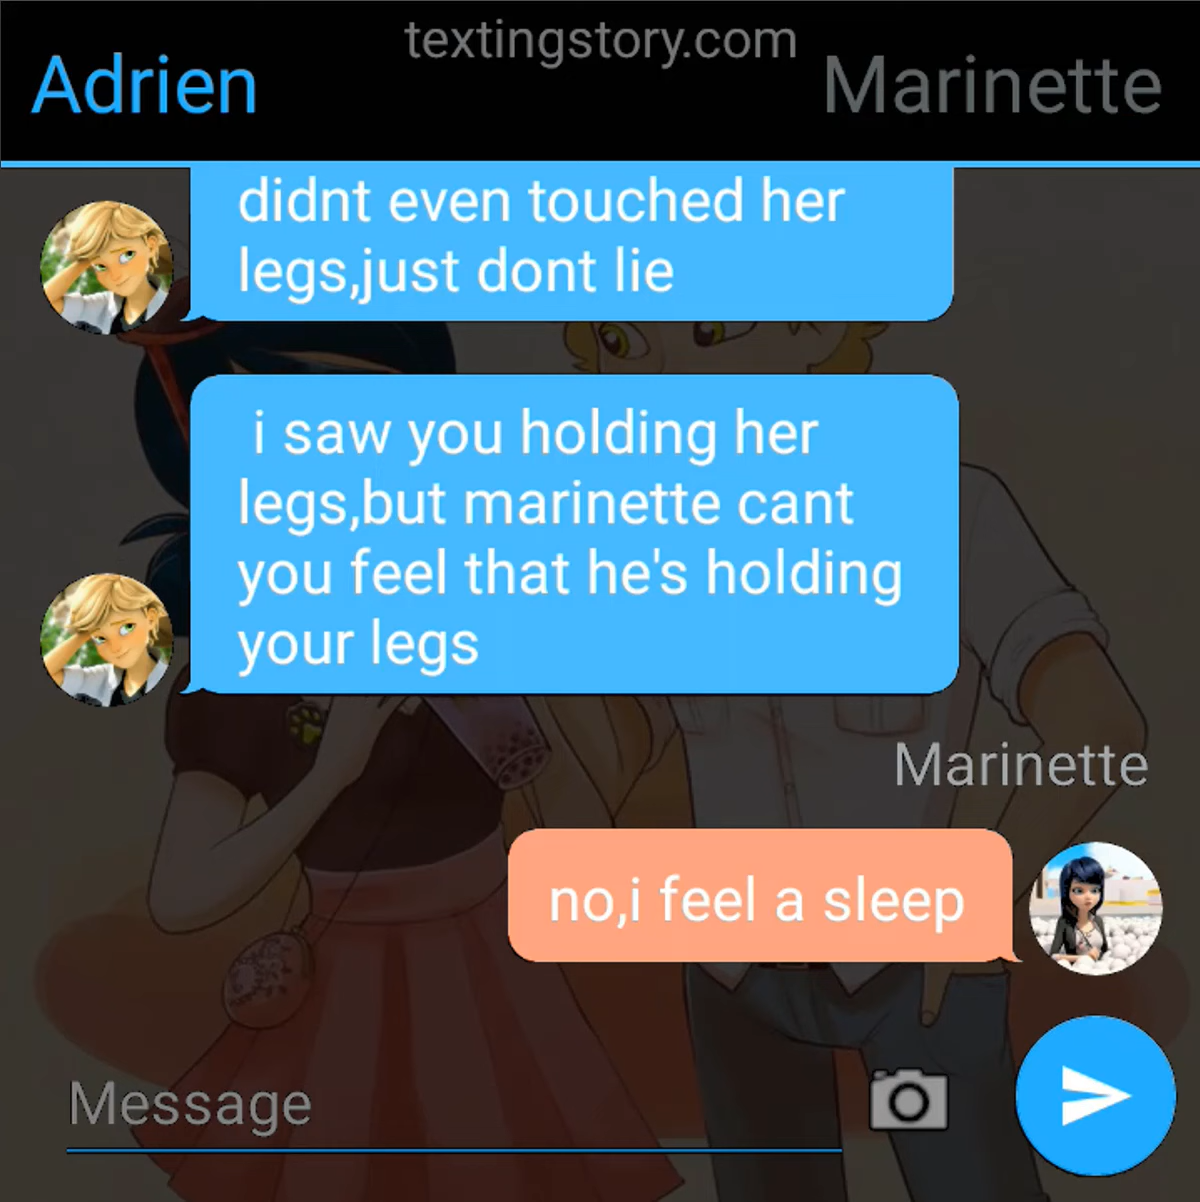 textingstory.com
Adrien
Marinette
didnt even touched her
legs,just dont lie
i saw you holding her
legs,but marinette cant
you feel that he's holding
your legs
Marinette
no,i feel a sleep
Message